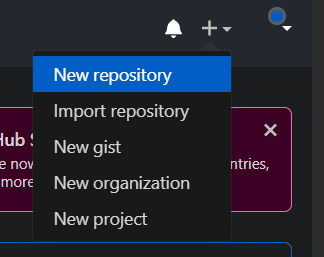 New repository
Import repository
New gist
New organization
New project
Hub S
e now
ntries,
more